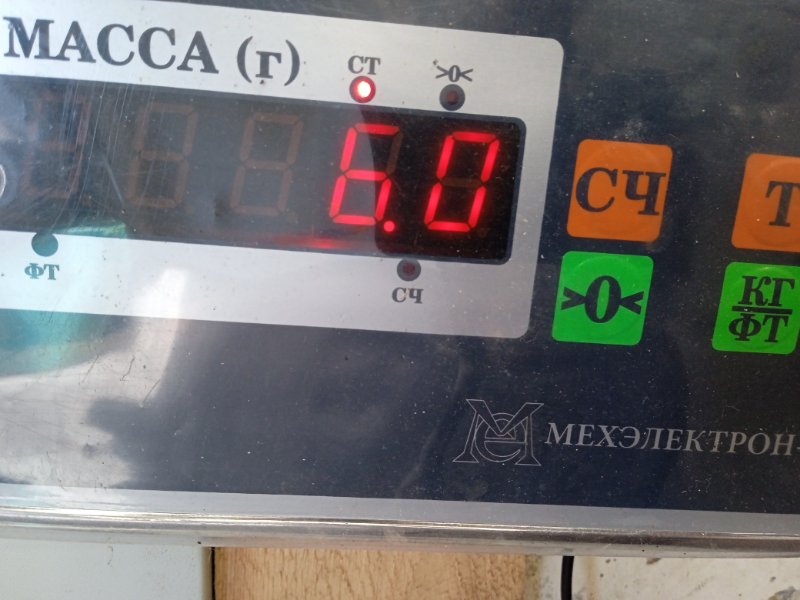 МАССА (г)
СТ >0<
6.0
ФТ СЧ
СЧ Т
>0< КГ
ФТ
МЕХЭЛЕКТРОН-